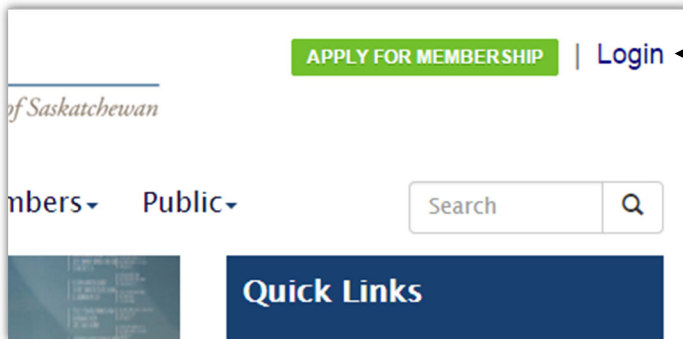 APPLY FOR MEMBERSHIP | Login
of Saskatchewan
mbers Public
Search
Quick Links